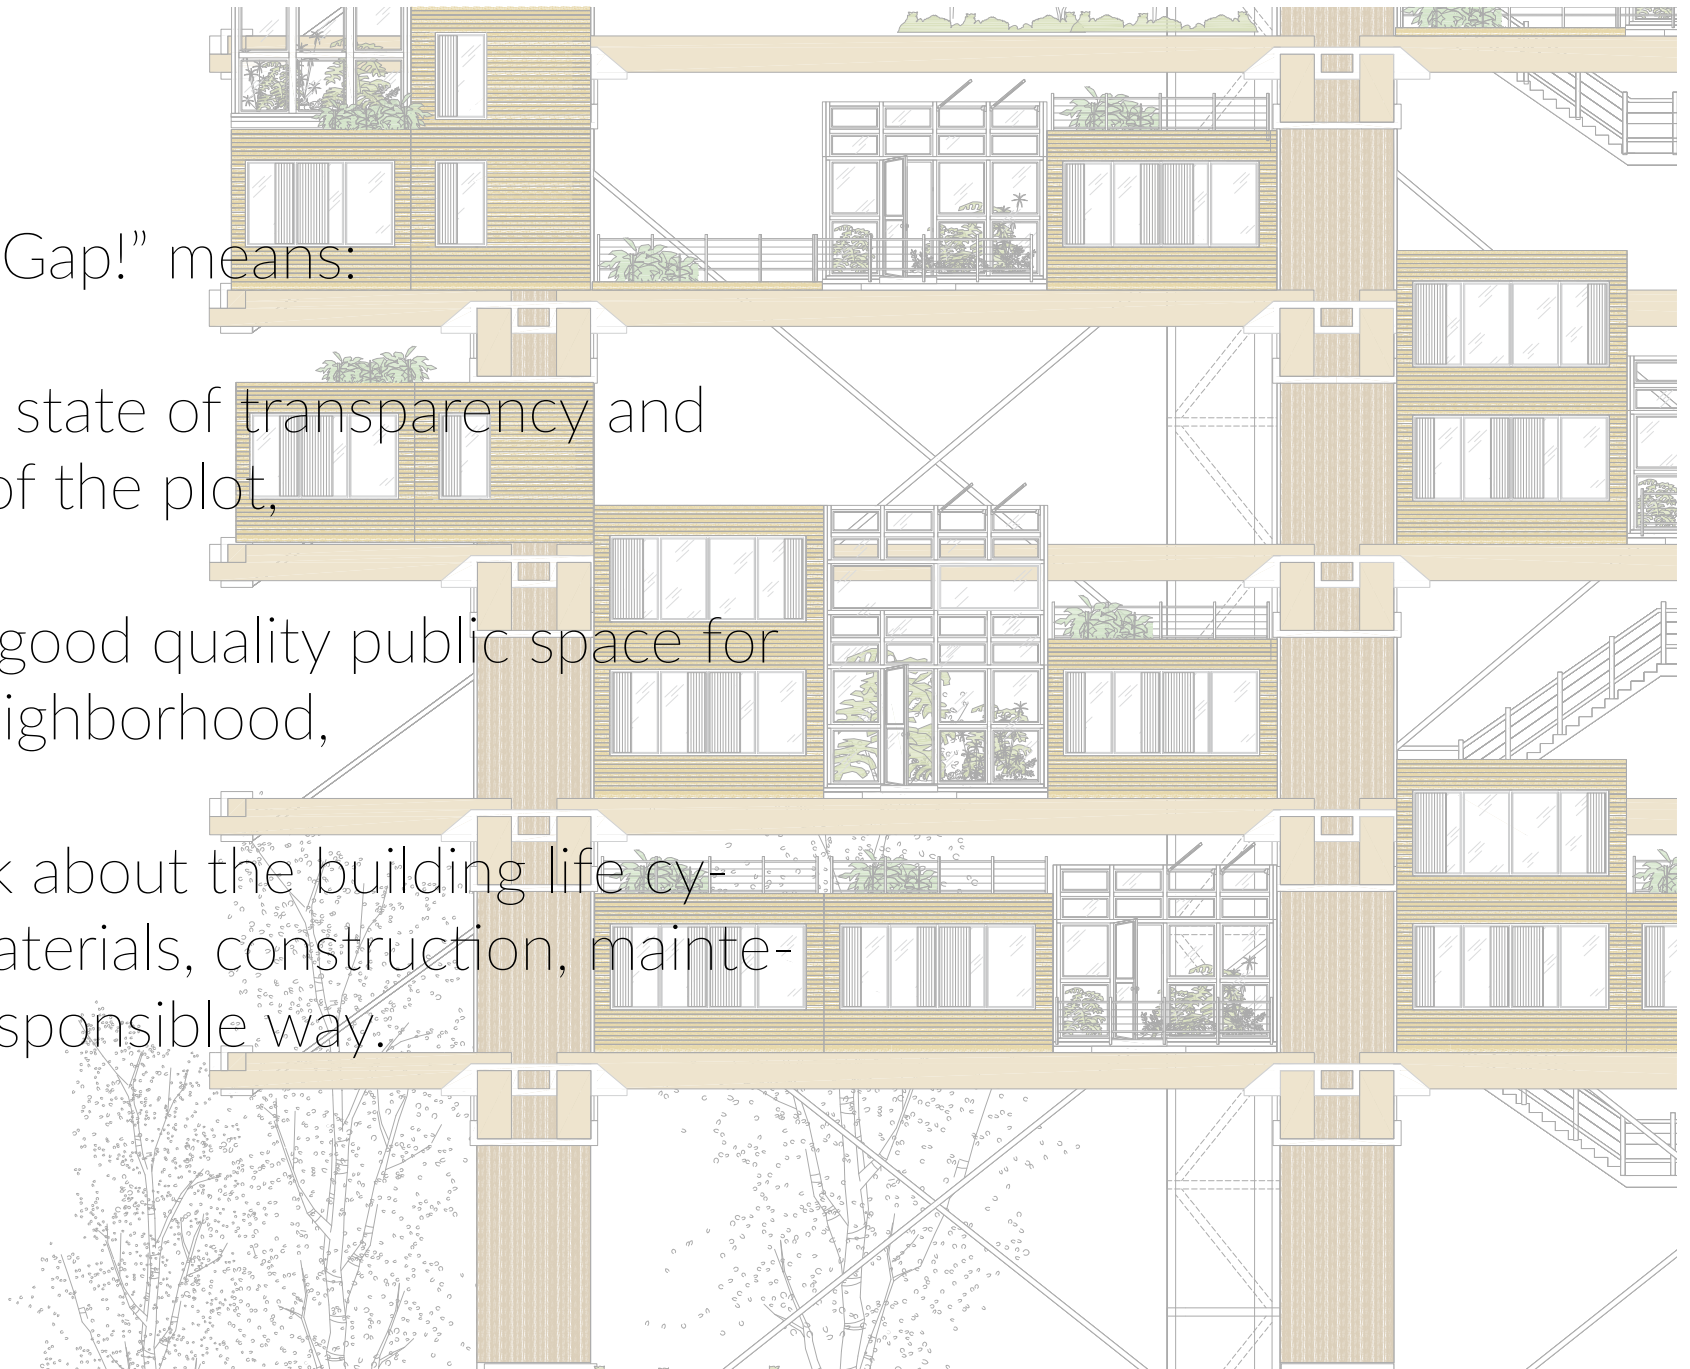 Gap!” means:
state of transparency and
of the plot,
good quality public space for
ighborhood,
k about the building life cy-
aterials, construction, mainte-
sponsible way.